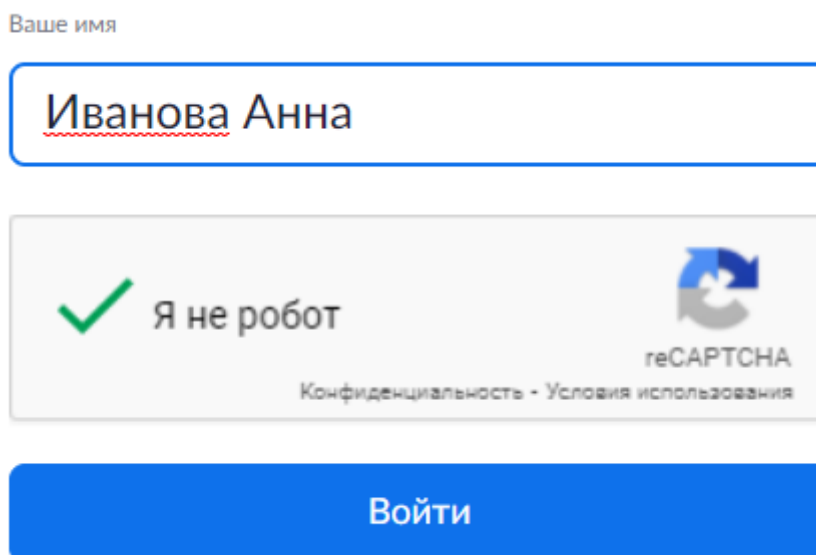 Ваше имя
Иванова Анна
Я не робот
reCAPTCHA
Конфиденциальность - Условия использования
Войти